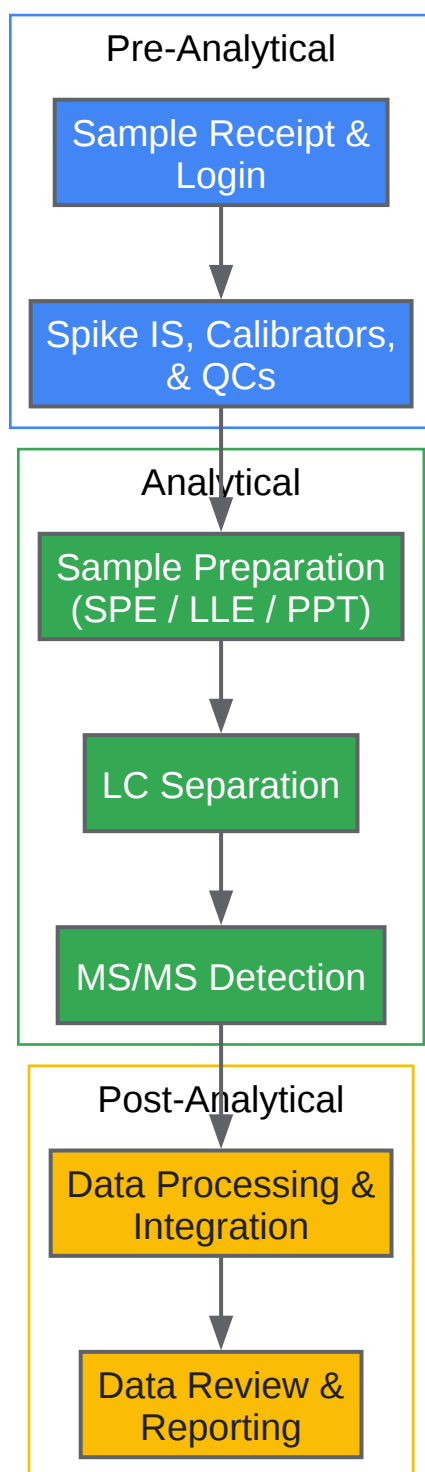 Pre-Analytical
Sample Receipt &
Login
Spike IS, Calibrators,
& QCs
Analytical
Sample Preparation
(SPE / LLE / PPT)
LC Separation
MS/MS Detection
Post-Analytical
Data Processing &
Integration
Data Review &
Reporting